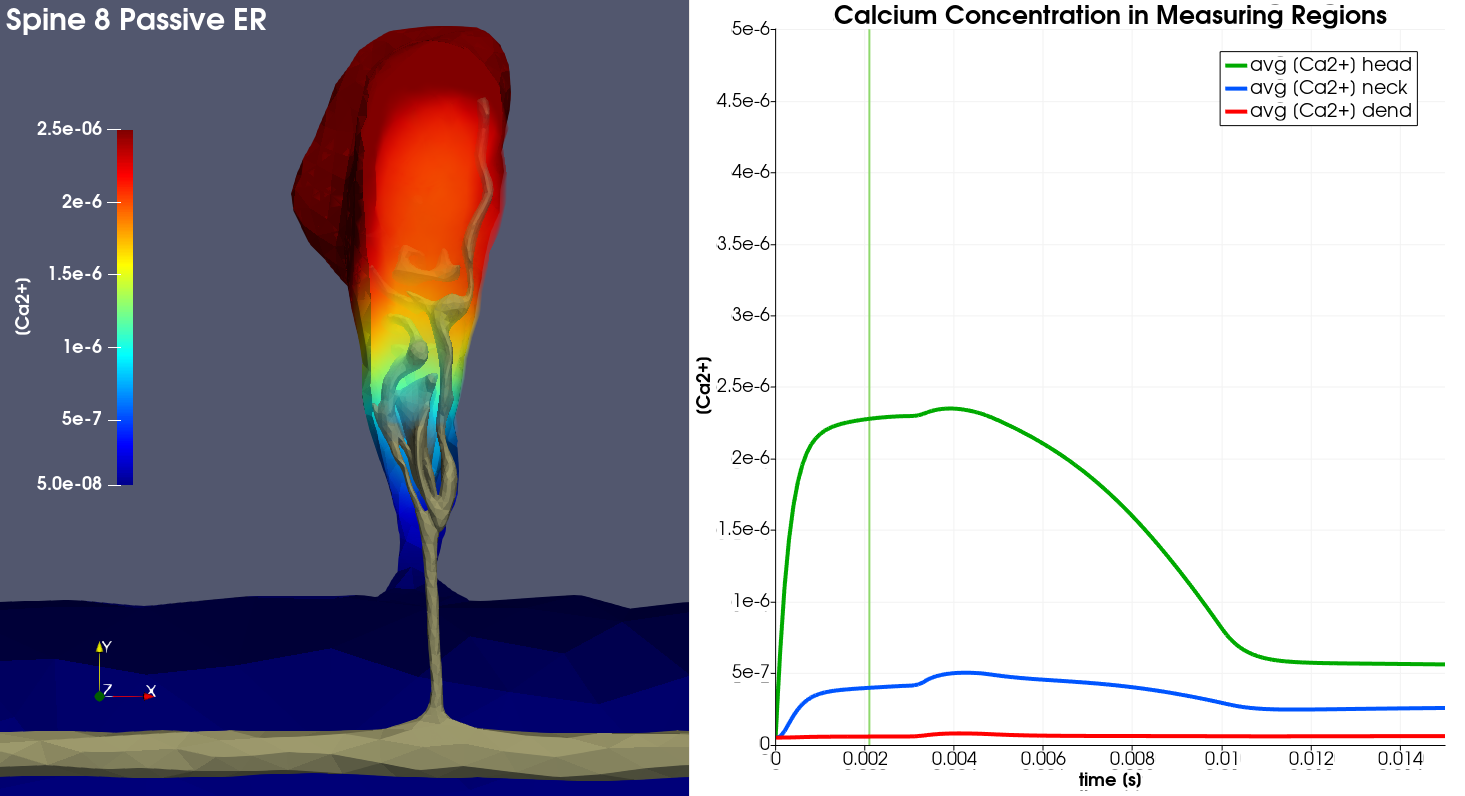 Spine 8 Passive ER
2.5e-06
2e-6
1.5e-6
1e-6
5e-7
5.0e-08
(Ca2+)
Y
Z
X
Calcium Concentration in Measuring Regions
avg (Ca2+) head
avg (Ca2+) neck
avg (Ca2+) dend
5e-6
4.5e-6
4e-6
3.5e-6
3e-6
2.5e-6
2e-6
1.5e-6
1e-6
5e-7
0
(Ca2+)
0 0.002 0.004 0.006 0.008 0.01 0.012 0.014
time (s)